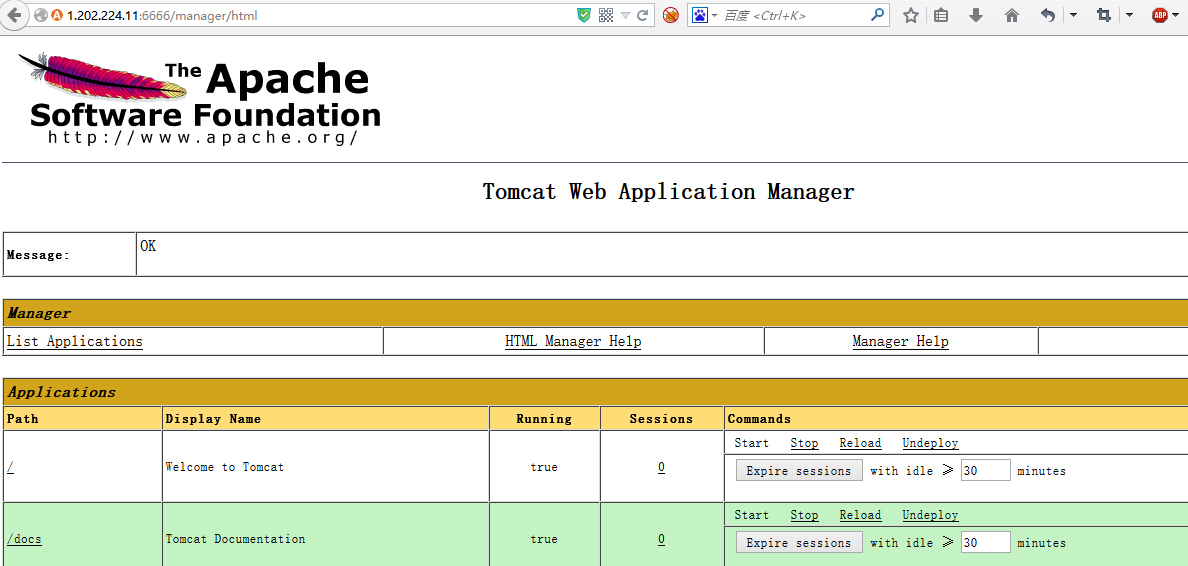 1.202.224.11:6666/manager/html
百度 <Ctrl+K>
ABP
The Apache
Software Foundation
http://www.apache.org/
Tomcat Web Application Manager
Message: OK
Manager
List Applications HTML Manager Help Manager Help
Applications
Path Display Name Running Sessions Commands
Start Stop Reload Undeploy
/ Welcome to Tomcat true 0
Expire sessions with idle ≥ 30 minutes
Start Stop Reload Undeploy
/docs Tomcat Documentation true 0
Expire sessions with idle ≥ 30 minutes